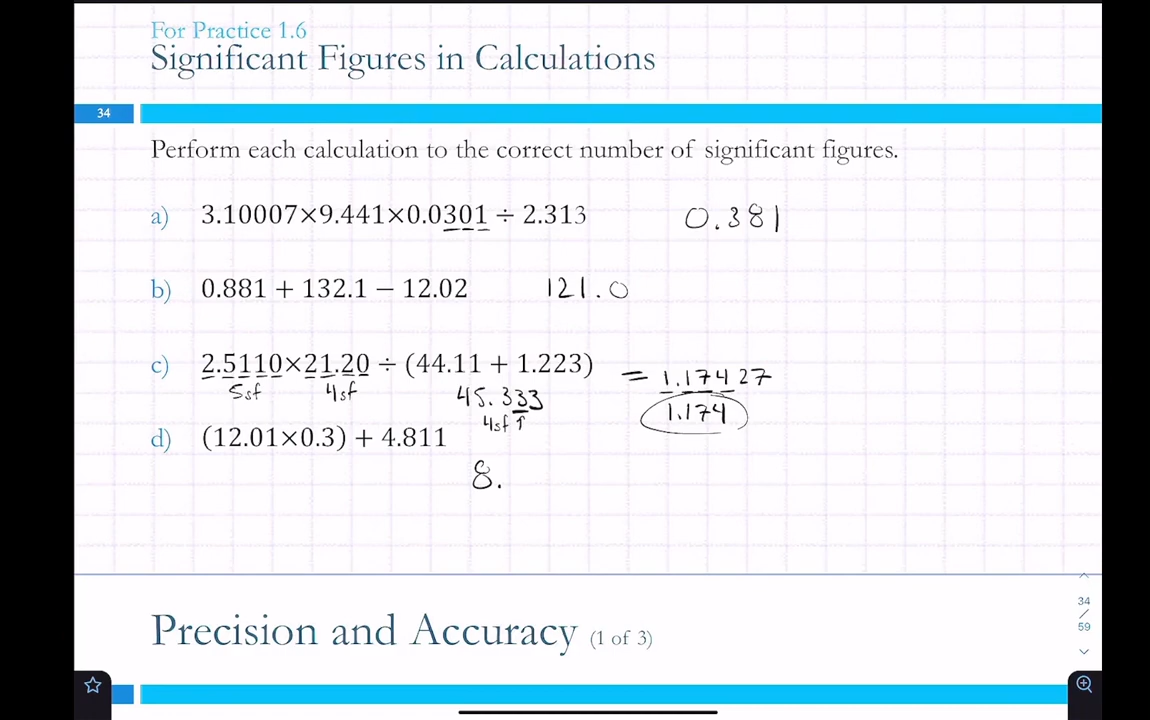 For Practice 1.6
Significant Figures in Calculations
34
Perform each calculation to the correct number of significant figures.
a) 3.10007×9.441×0.0301 ÷ 2.313 0.381
b) 0.881 + 132.1 − 12.02 121.0
c) 2.5110×21.20 ÷ (44.11 + 1.223) = 1.17427
5sf 4sf 45.333 1.174
4sf ↑
d) (12.01×0.3) + 4.811
8.
34
/
59
Precision and Accuracy (1 of 3)